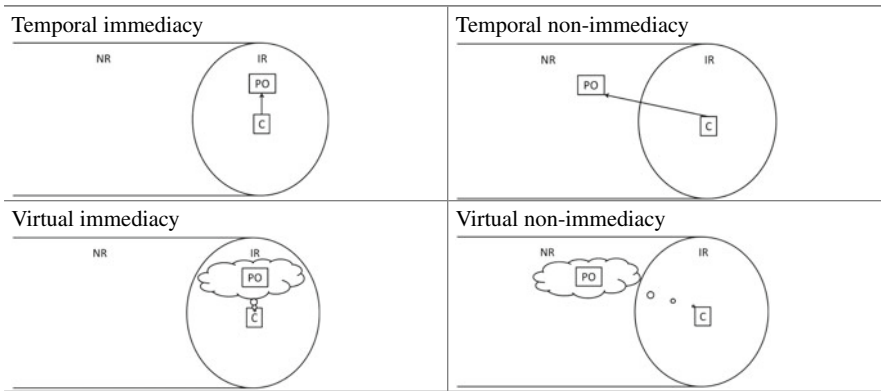 Temporal immediacy
NR
IR
PO
C
Temporal non-immediacy
NR
IR
PO
C
Virtual immediacy
NR
IR
PO
C
Virtual non-immediacy
NR
IR
PO
C